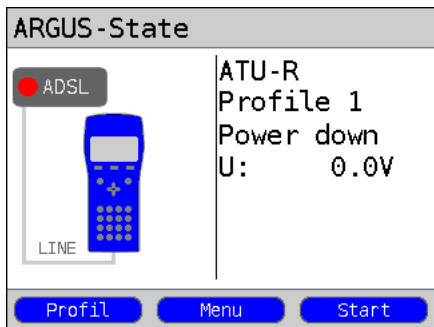 ARGUS-State
ADSL
LINE
ATU-R
Profile 1
Power down
U: 0.0V
Profil Menu Start